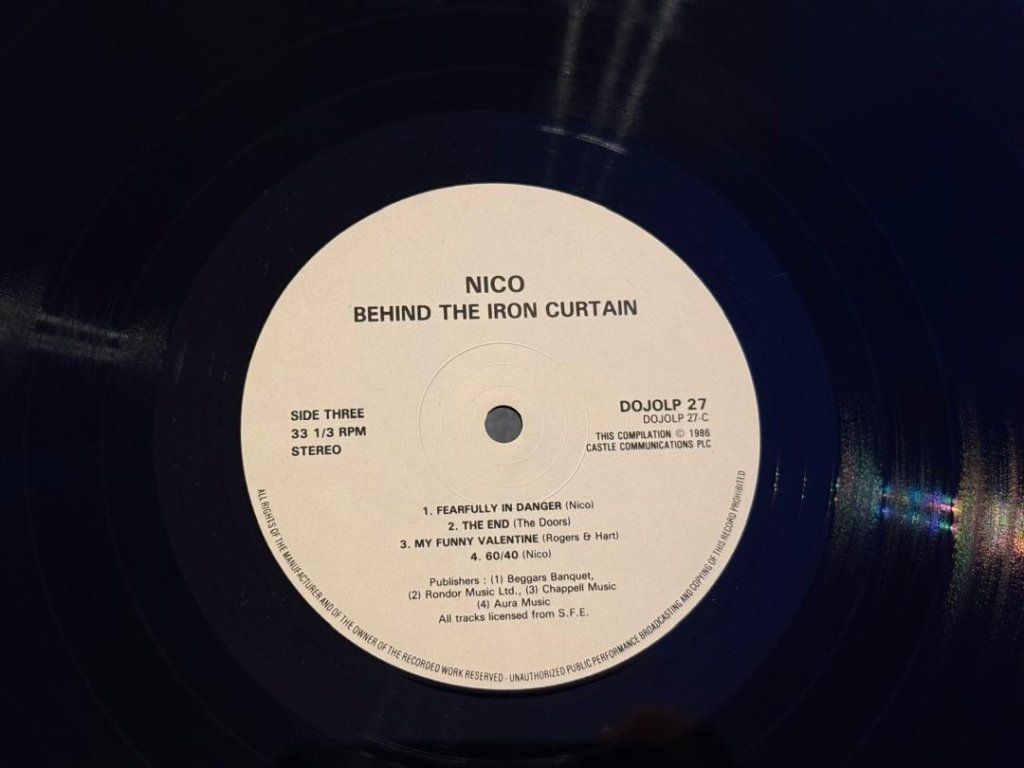 NICO
BEHIND THE IRON CURTAIN
SIDE THREE
33 1/3 RPM
STEREO
DOJOLP 27
DOJOLP 27-C
THIS COMPILATION © 1986
CASTLE COMMUNICATIONS PLC
1. FEARFULLY IN DANGER (Nico)
2. THE END (The Doors)
3. MY FUNNY VALENTINE (Rogers & Hart)
4. 60/40 (Nico)
Publishers : (1) Beggars Banquet,
(2) Rondor Music Ltd., (3) Chappell Music
(4) Aura Music
All tracks licensed from S.F.E.
ALL RIGHTS OF THE MANUFACTURER AND OF THE OWNER OF THE RECORDED WORK RESERVED - UNAUTHORIZED PUBLIC PERFORMANCE BROADCASTING AND COPYING OF THIS RECORD PROHIBITED